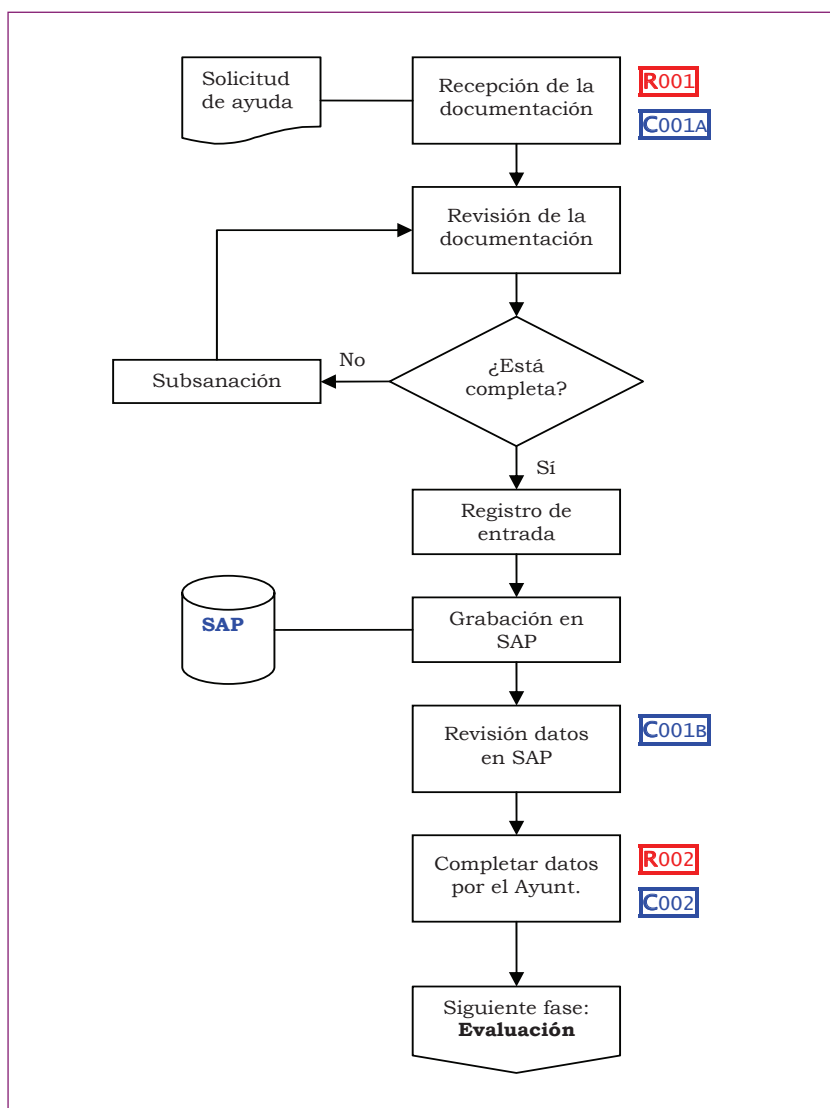 Solicitud
de ayuda
Recepción de la
documentación
R001
C001A
Revisión de la
documentación
No
¿Está
completa?
Subsanación
Sí
Registro de
entrada
SAP
Grabación en
SAP
Revisión datos
en SAP
C001B
Completar datos
por el Ayunt.
R002
C002
Siguiente fase:
Evaluación